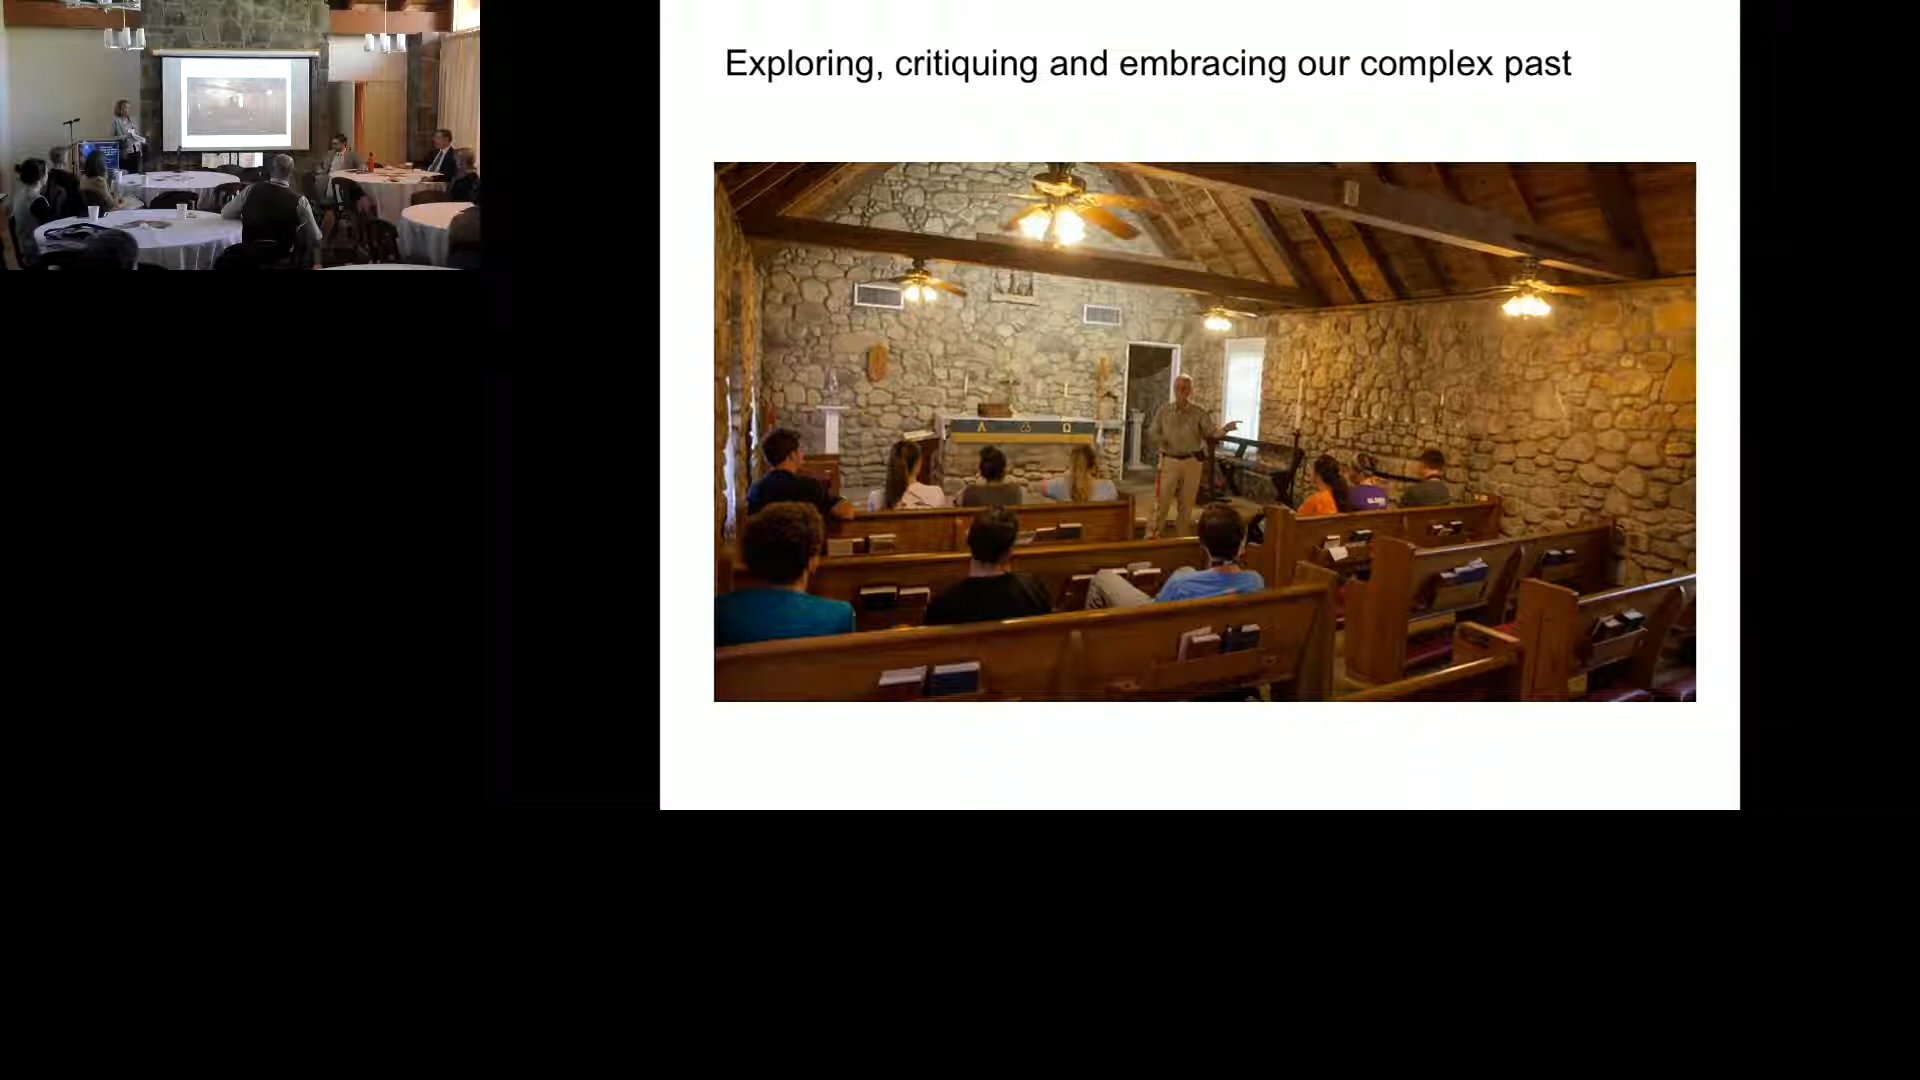 Exploring, critiquing and embracing our complex past
Α Ω